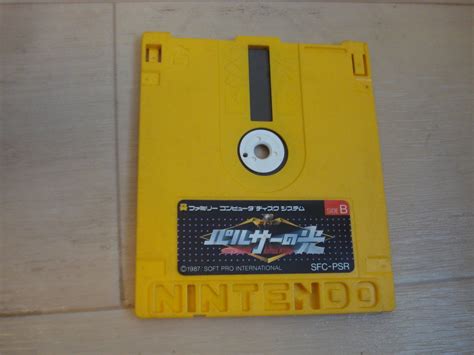 ファミリー コンピュータ ディスク システム
SIDE B
パルサーの光
©1987 SOFT PRO INTERNATIONAL
SFC-PSR
NINTENDO